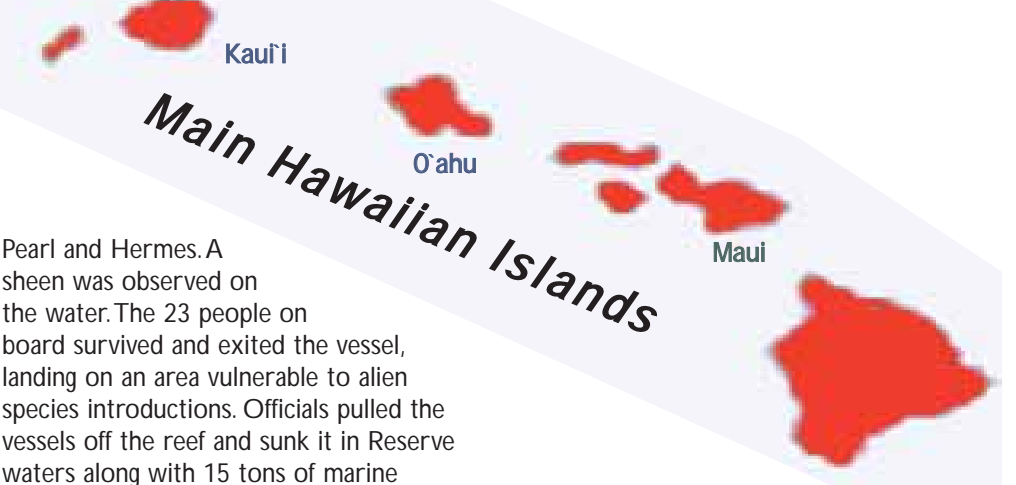 Kaui`i
O`ahu
Main Hawaiian Islands
Maui
Pearl and Hermes. A
sheen was observed on
the water. The 23 people on
board survived and exited the vessel,
landing on an area vulnerable to alien
species introductions. Officials pulled the
vessels off the reef and sunk it in Reserve
waters along with 15 tons of marine